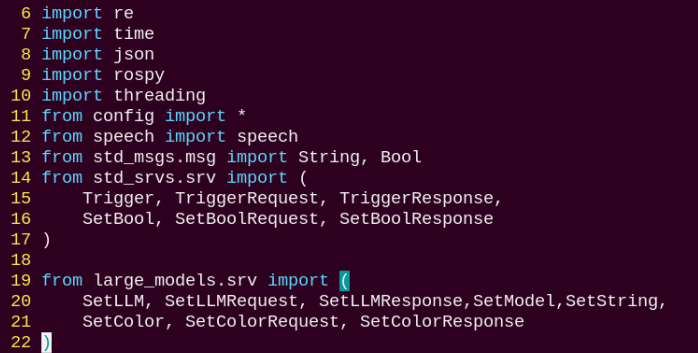 6 import re
7 import time
8 import json
9 import rospy
10 import threading
11 from config import *
12 from speech import speech
13 from std_msgs.msg import String, Bool
14 from std_srvs.srv import (
15     Trigger, TriggerRequest, TriggerResponse,
16     SetBool, SetBoolRequest, SetBoolResponse
17 )
18
19 from large_models.srv import (
20     SetLLM, SetLLMRequest, SetLLMResponse,SetModel,SetString,
21     SetColor, SetColorRequest, SetColorResponse
22 )